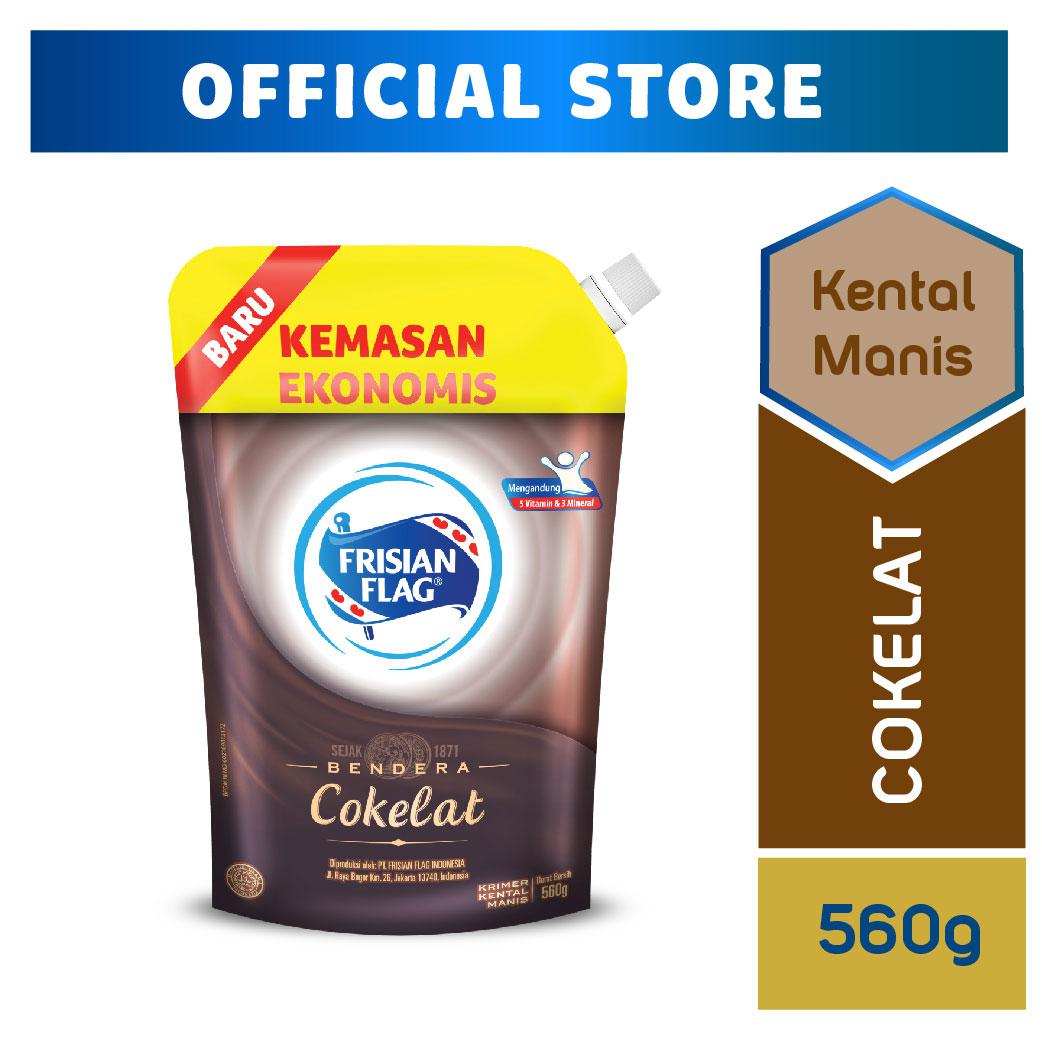 OFFICIAL STORE
BARU
KEMASAN
EKONOMIS
Mengandung
5 Vitamin & 3 Mineral
FRISIAN
FLAG®
SEJAK 1871
BENDERA
Cokelat
Diproduksi oleh: PT. FRISIAN FLAG INDONESIA
Jl. Raya Bogor Km. 26, Jakarta 13740, Indonesia
KRIMER
KENTAL
MANIS
Berat Bersih
560g
Kental
Manis
COKELAT
560g